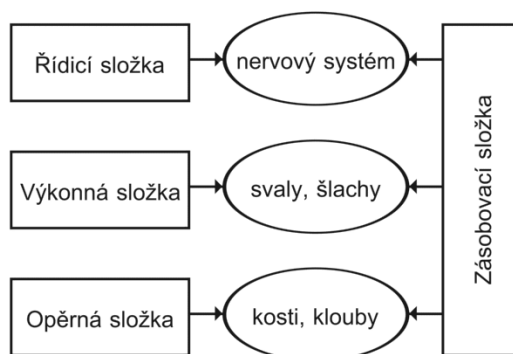 Řídicí složka
nervový systém
Výkonná složka
svaly, šlachy
Opěrná složka
kosti, klouby
Zásobovací složka